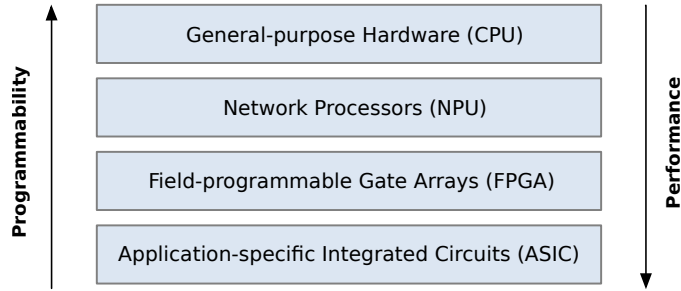 General-purpose Hardware (CPU)
Network Processors (NPU)
Field-programmable Gate Arrays (FPGA)
Application-specific Integrated Circuits (ASIC)
Programmability
Performance